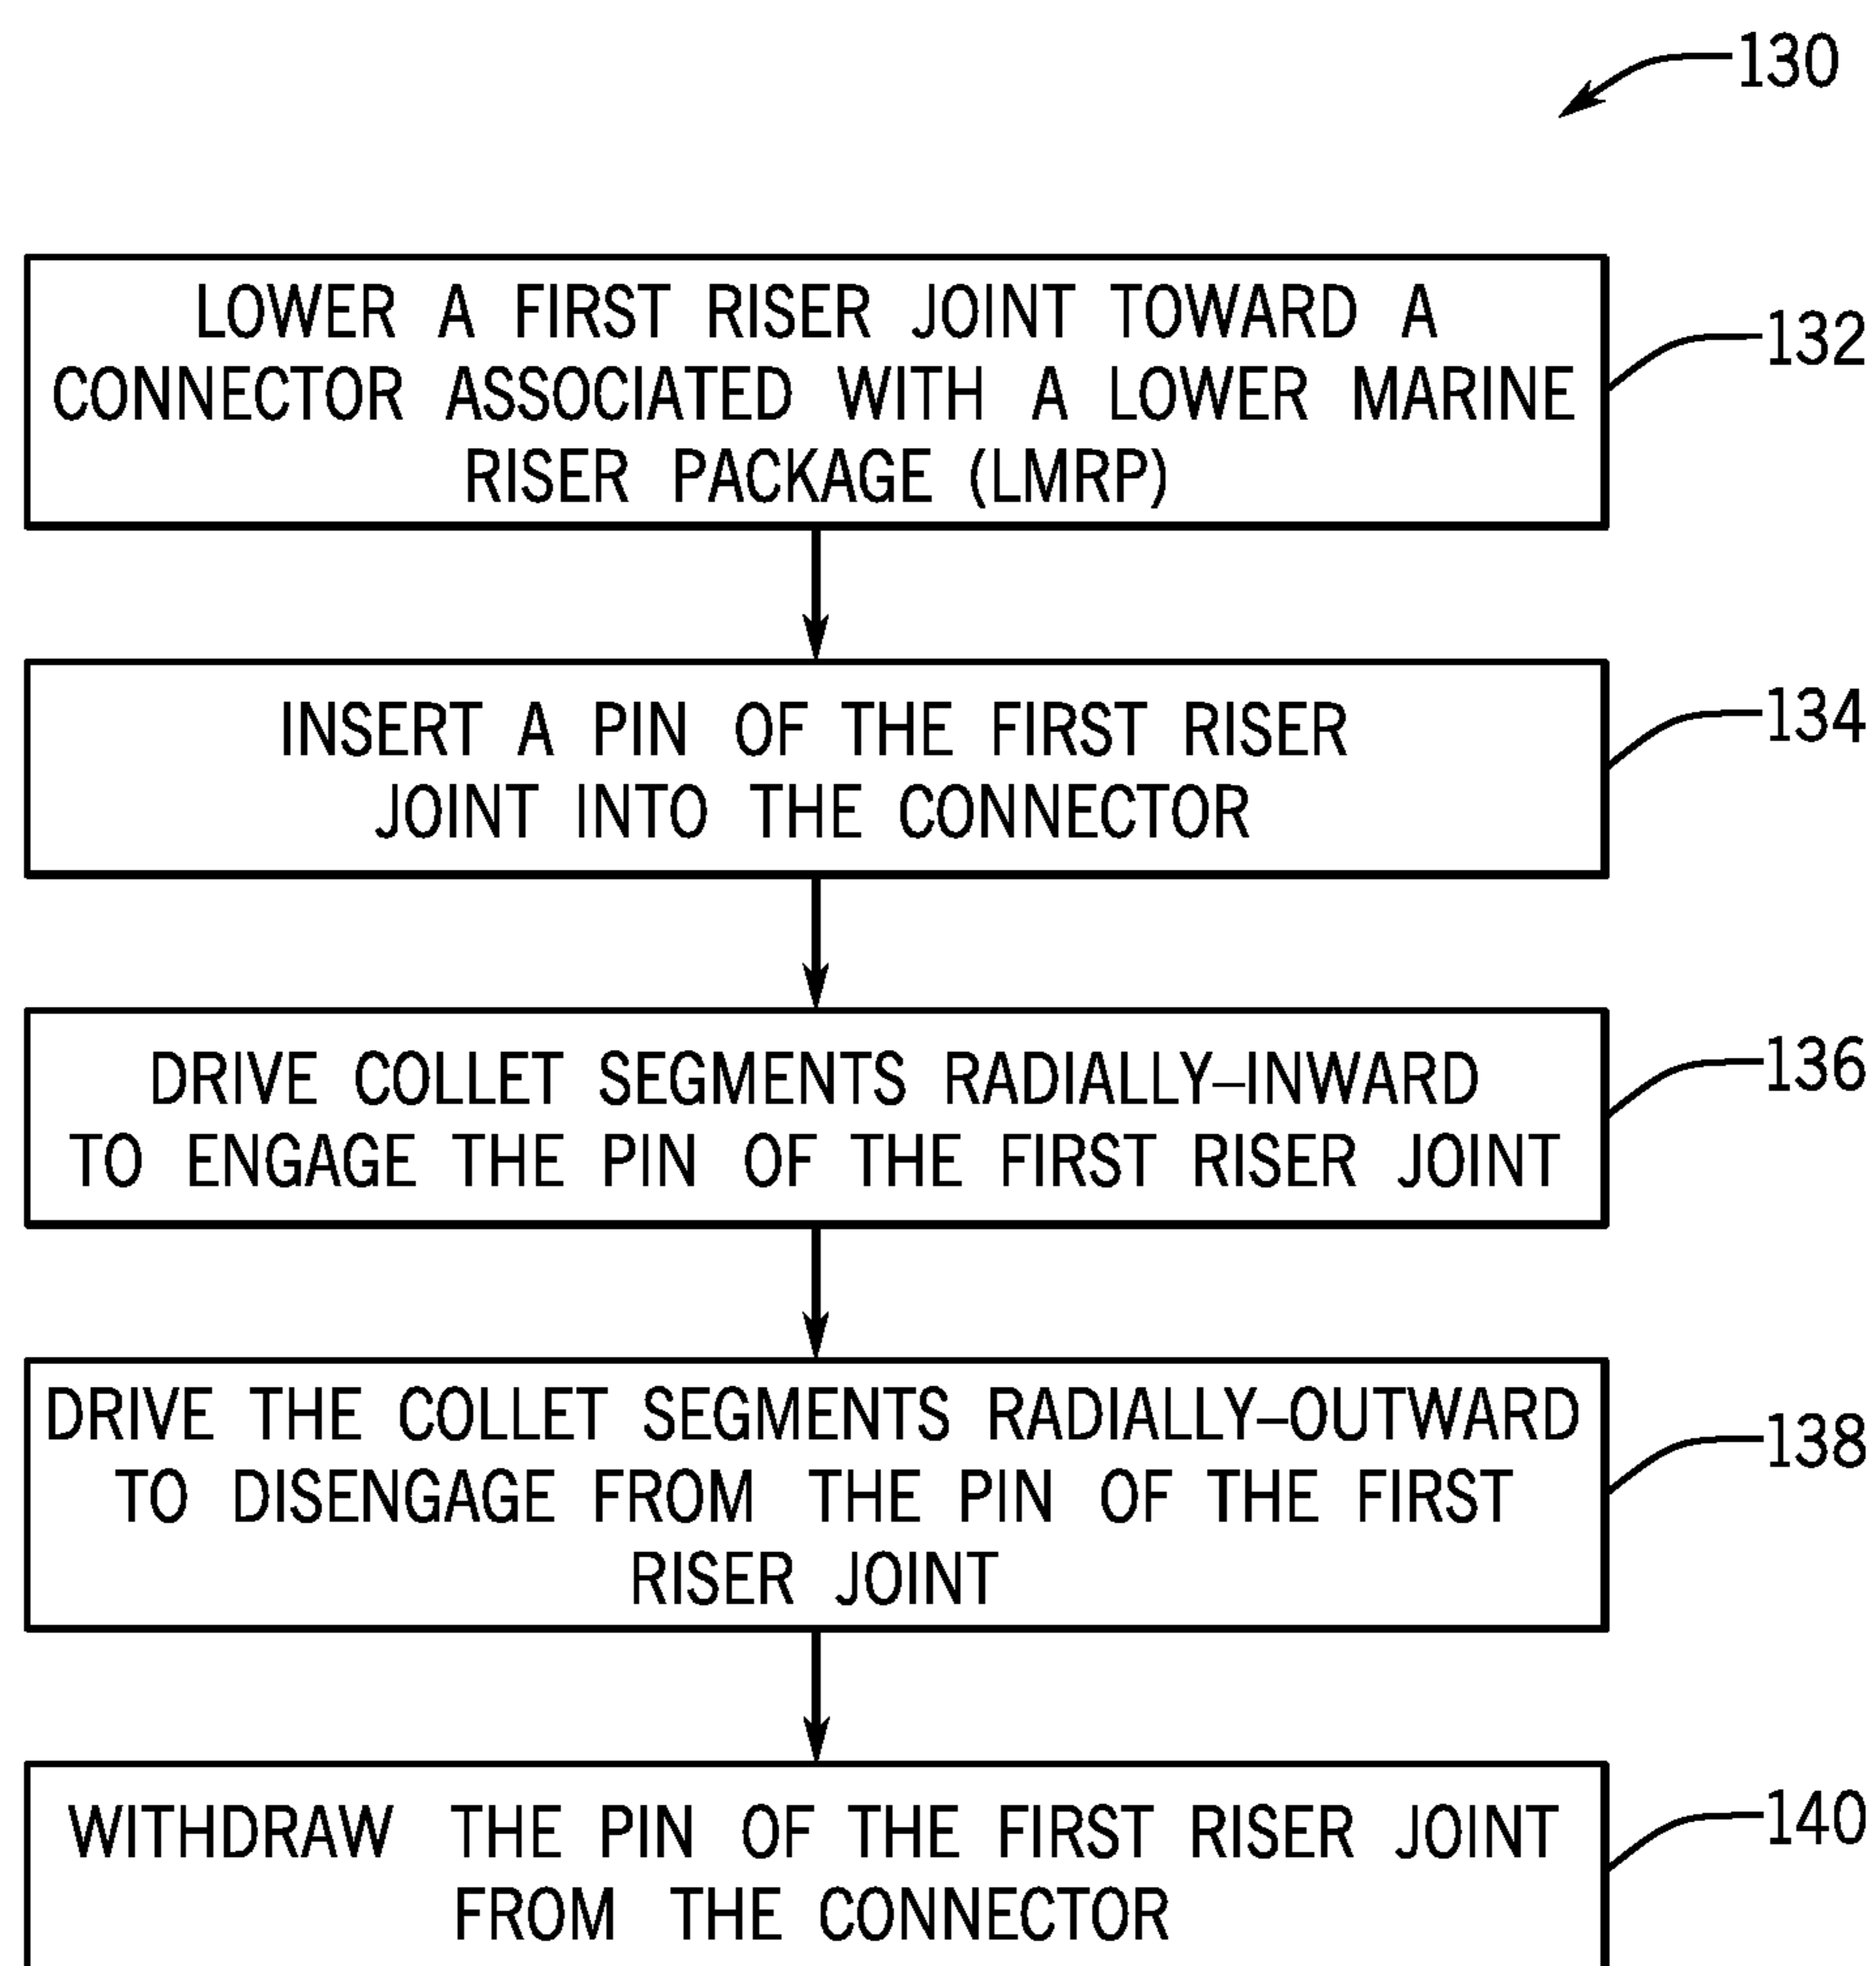 130
LOWER A FIRST RISER JOINT TOWARD A
CONNECTOR ASSOCIATED WITH A LOWER MARINE
RISER PACKAGE (LMRP)
132
INSERT A PIN OF THE FIRST RISER
JOINT INTO THE CONNECTOR
134
DRIVE COLLET SEGMENTS RADIALLY-INWARD
TO ENGAGE THE PIN OF THE FIRST RISER JOINT
136
DRIVE THE COLLET SEGMENTS RADIALLY-OUTWARD
TO DISENGAGE FROM THE PIN OF THE FIRST
RISER JOINT
138
WITHDRAW THE PIN OF THE FIRST RISER JOINT
FROM THE CONNECTOR
140